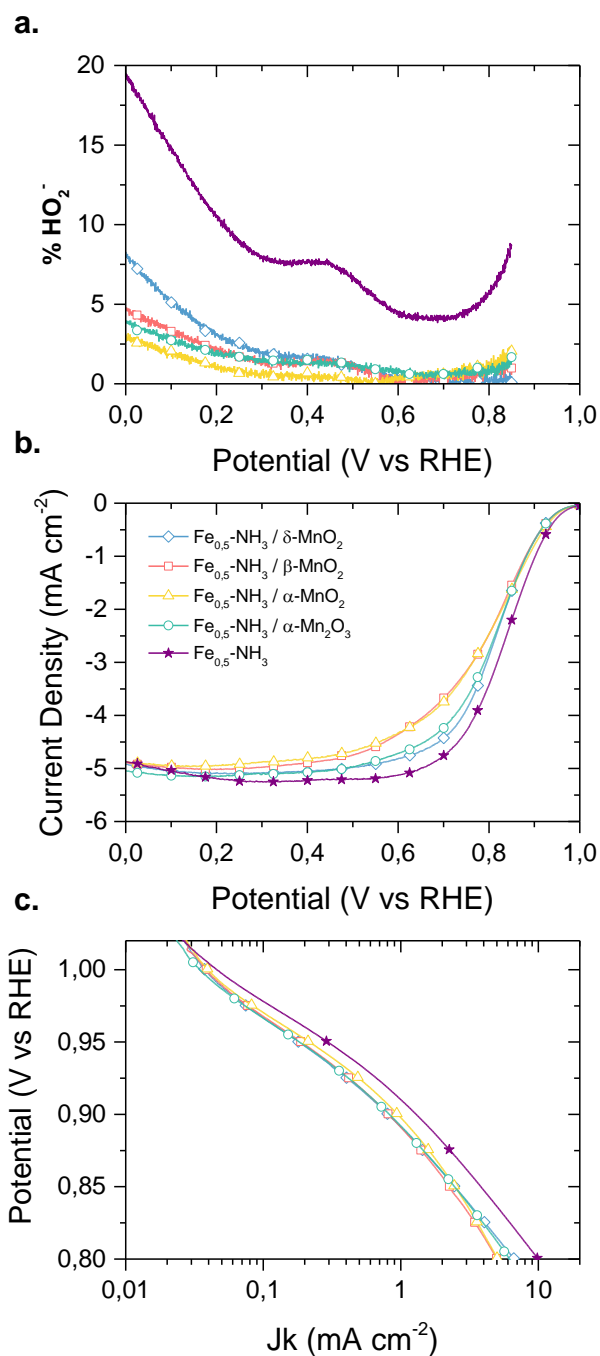 a.
20
15
10
5
0
% HO₂⁻
0,0 0,2 0,4 0,6 0,8 1,0
Potential (V vs RHE)
b.
0
-1
-2
-3
-4
-5
-6
Current Density (mA cm⁻²)
Fe₀,₅-NH₃ / δ-MnO₂
Fe₀,₅-NH₃ / β-MnO₂
Fe₀,₅-NH₃ / α-MnO₂
Fe₀,₅-NH₃ / α-Mn₂O₃
Fe₀,₅-NH₃
0,0 0,2 0,4 0,6 0,8 1,0
Potential (V vs RHE)
c.
1,00
0,95
0,90
0,85
0,80
Potential (V vs RHE)
0,01 0,1 1 10
Jk (mA cm⁻²)